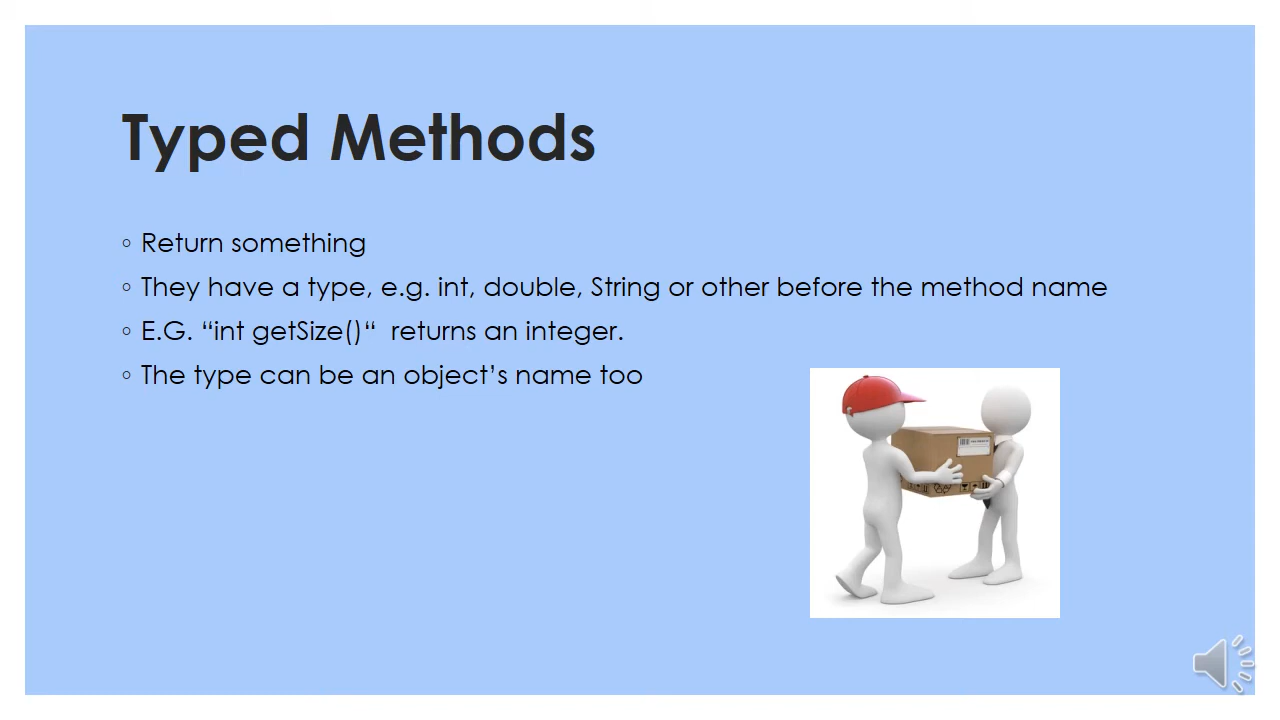 Typed Methods
◦ Return something
◦ They have a type, e.g. int, double, String or other before the method name
◦ E.G. “int getSize()“  returns an integer.
◦ The type can be an object’s name too